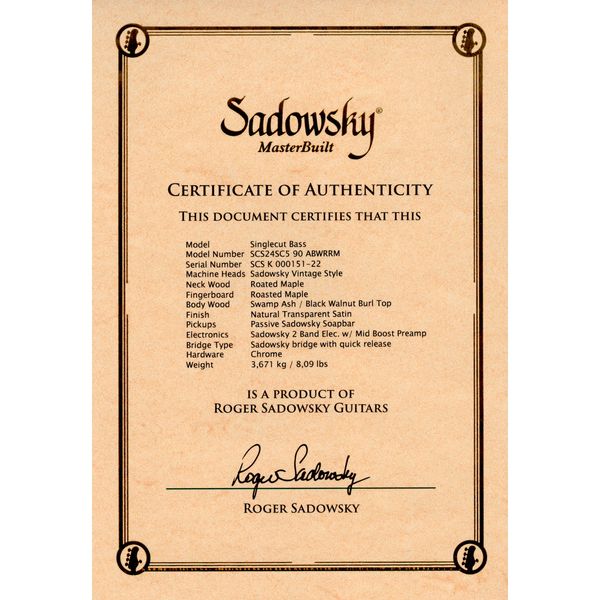 Sadowsky®
MasterBuilt
CERTIFICATE OF AUTHENTICITY
THIS DOCUMENT CERTIFIES THAT THIS
Model Singlecut Bass
Model Number SCS24SC5 90 ABWRRM
Serial Number SCS K 000151-22
Machine Heads Sadowsky Vintage Style
Neck Wood Roated Maple
Fingerboard Roasted Maple
Body Wood Swamp Ash / Black Walnut Burl Top
Finish Natural Transparent Satin
Pickups Passive Sadowsky Soapbar
Electronics Sadowsky 2 Band Elec. w/ Mid Boost Preamp
Bridge Type Sadowsky bridge with quick release
Hardware Chrome
Weight 3,671 kg / 8,09 lbs
IS A PRODUCT OF
ROGER SADOWSKY GUITARS
Roger Sadowsky
ROGER SADOWSKY